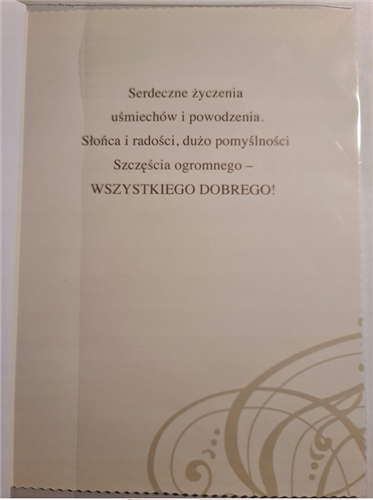 Serdeczne życzenia
uśmiechów i powodzenia.
Słońca i radości, dużo pomyślności
Szczęścia ogromnego –
WSZYSTKIEGO DOBREGO!